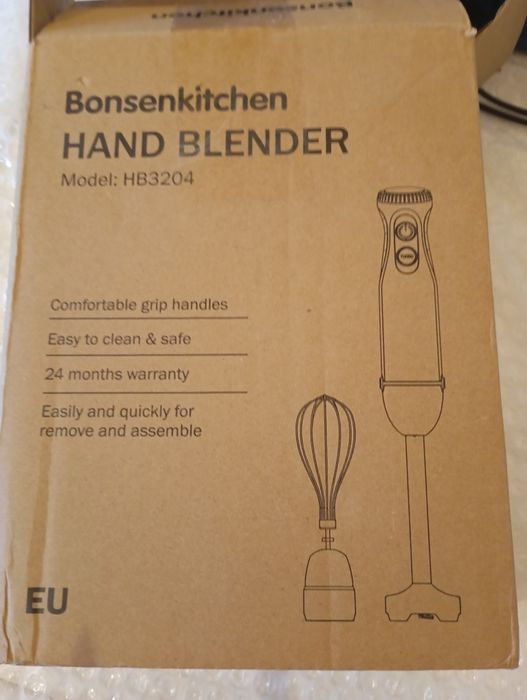 Bonsenkitchen
Bonsenkitchen
HAND BLENDER
Model: HB3204
Comfortable grip handles
Easy to clean & safe
24 months warranty
Easily and quickly for
remove and assemble
EU